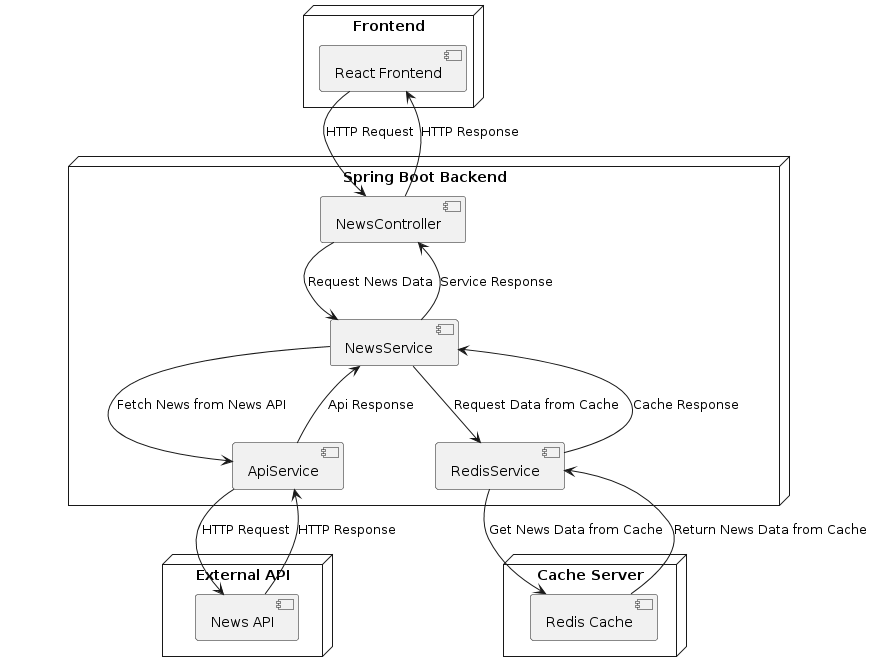 Frontend
React Frontend
HTTP Request
HTTP Response
Spring Boot Backend
NewsController
Request News Data
Service Response
NewsService
Fetch News from News API
Api Response
Request Data from Cache
Cache Response
ApiService
RedisService
HTTP Request
HTTP Response
Get News Data from Cache
Return News Data from Cache
External API
Cache Server
News API
Redis Cache